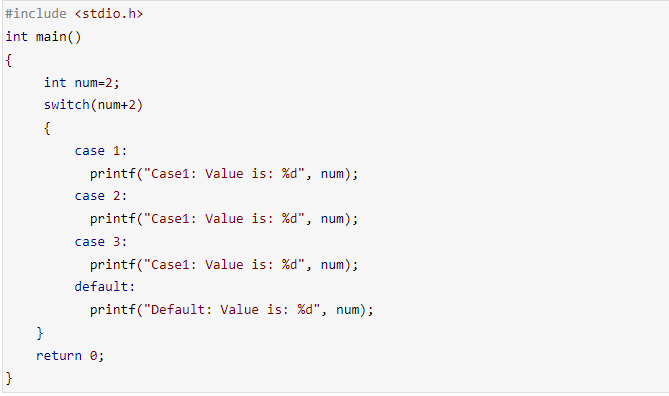 #include <stdio.h>
int main()
{
     int num=2;
     switch(num+2)
     {
         case 1:
           printf("Case1: Value is: %d", num);
         case 2:
           printf("Case1: Value is: %d", num);
         case 3:
           printf("Case1: Value is: %d", num);
         default:
           printf("Default: Value is: %d", num);
    }
    return 0;
}